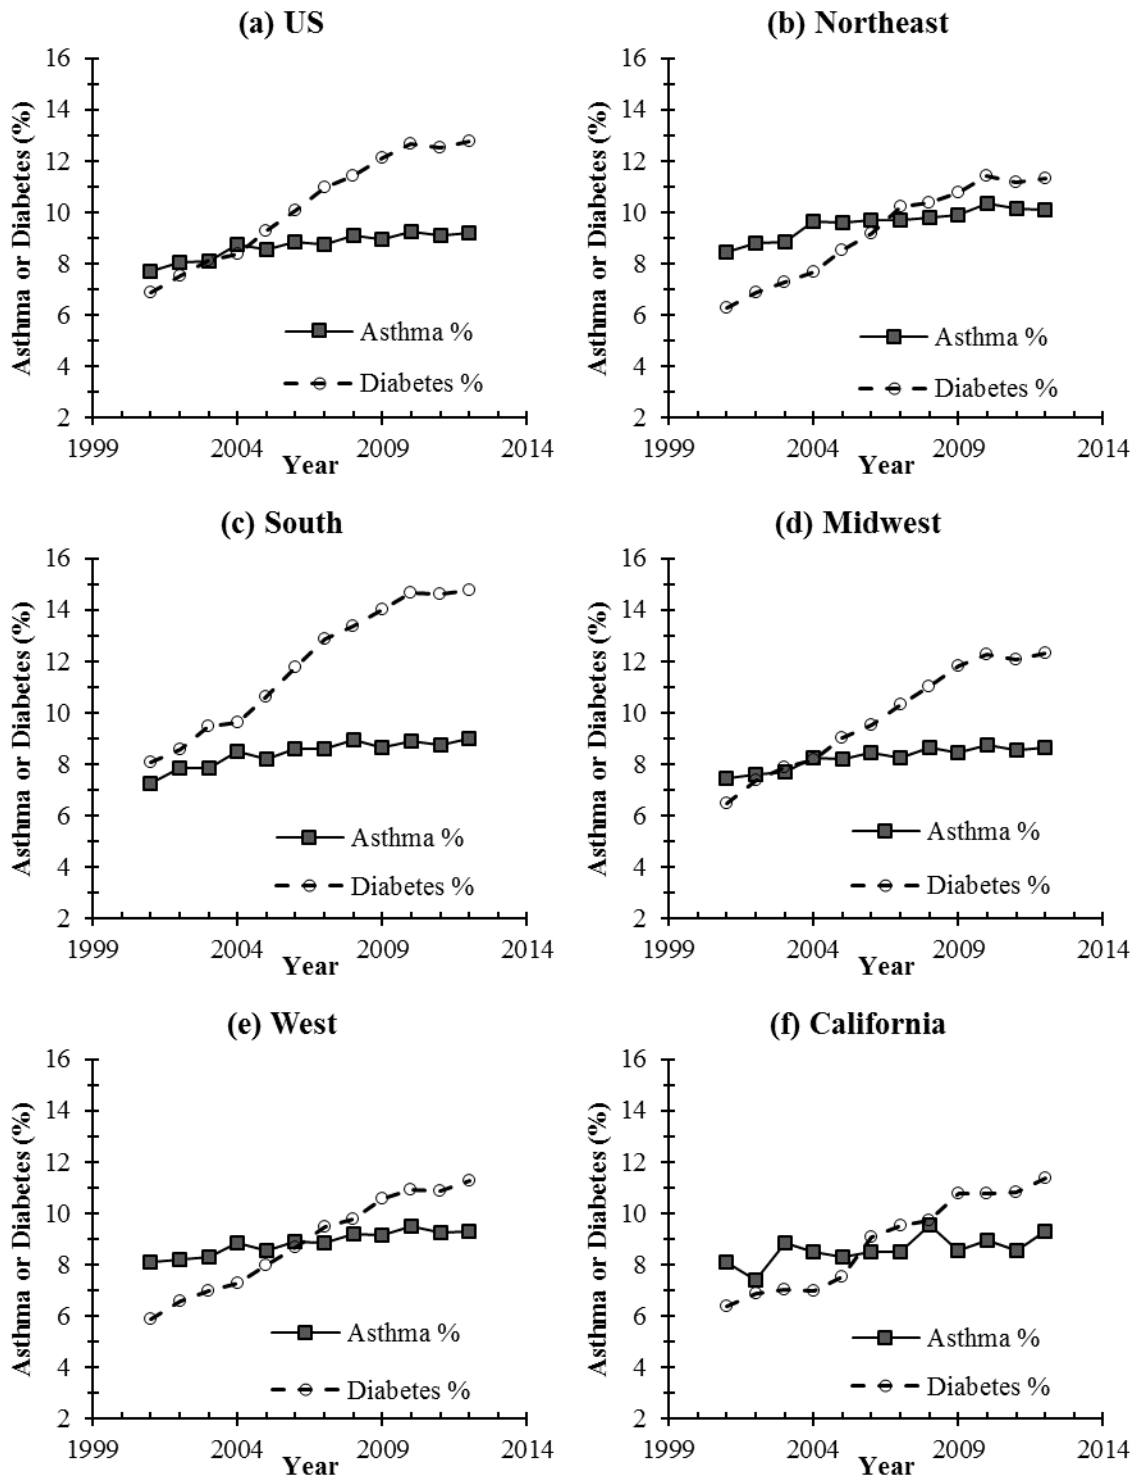 (a) US
Asthma or Diabetes (%)
16
14
12
10
8
6
4
2
Asthma %
Diabetes %
1999
2004
2009
2014
Year
(b) Northeast
Asthma or Diabetes (%)
16
14
12
10
8
6
4
2
Asthma %
Diabetes %
1999
2004
2009
2014
Year
(c) South
Asthma or Diabetes (%)
16
14
12
10
8
6
4
2
Asthma %
Diabetes %
1999
2004
2009
2014
Year
(d) Midwest
Asthma or Diabetes (%)
16
14
12
10
8
6
4
2
Asthma %
Diabetes %
1999
2004
2009
2014
Year
(e) West
Asthma or Diabetes (%)
16
14
12
10
8
6
4
2
Asthma %
Diabetes %
1999
2004
2009
2014
Year
(f) California
Asthma or Diabetes (%)
16
14
12
10
8
6
4
2
Asthma %
Diabetes %
1999
2004
2009
2014
Year